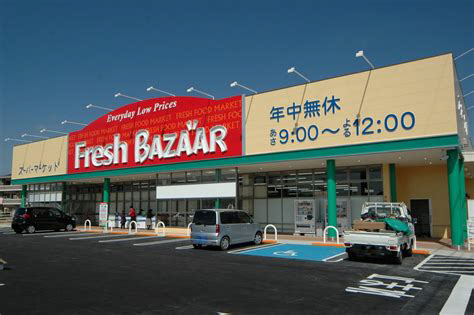 Everyday Low Prices
FRESH FOOD MARKET
スーパーマーケット
Fresh BAZAAR
年中無休
あさ9:00〜よる12:00